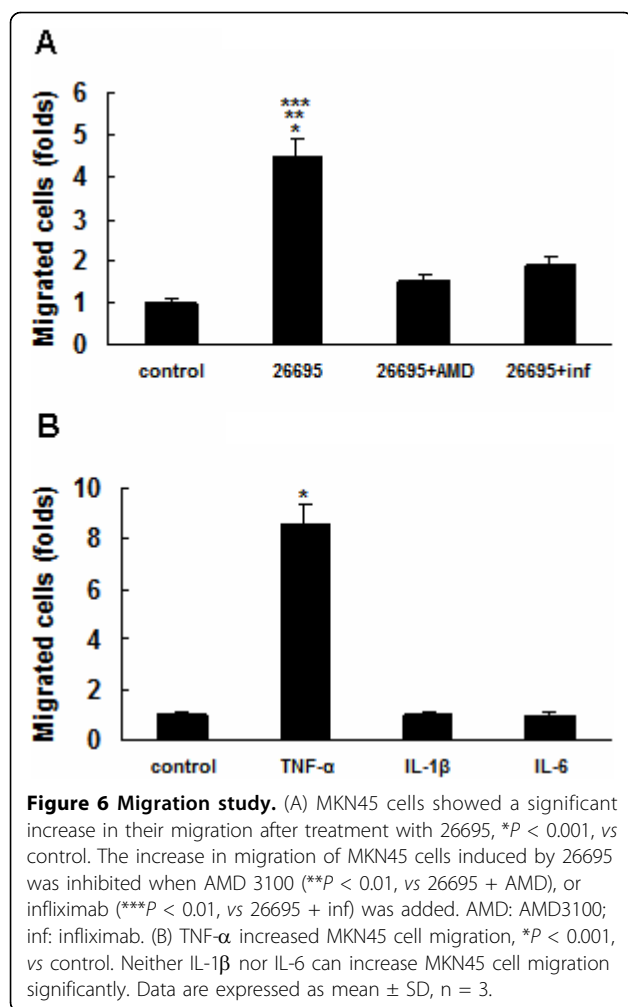 A
Migrated cells (folds)
6
5
4
3
2
1
0
***
**
*
control 26695 26695+AMD 26695+inf
B
Migrated cells (folds)
10
8
6
4
2
0
*
control TNF-α IL-1β IL-6
Figure 6 Migration study. (A) MKN45 cells showed a significant
increase in their migration after treatment with 26695, *P < 0.001, vs
control. The increase in migration of MKN45 cells induced by 26695
was inhibited when AMD 3100 (**P < 0.01, vs 26695 + AMD), or
infliximab (***P < 0.01, vs 26695 + inf) was added. AMD: AMD3100;
inf: infliximab. (B) TNF-α increased MKN45 cell migration, *P < 0.001,
vs control. Neither IL-1β nor IL-6 can increase MKN45 cell migration
significantly. Data are expressed as mean ± SD, n = 3.